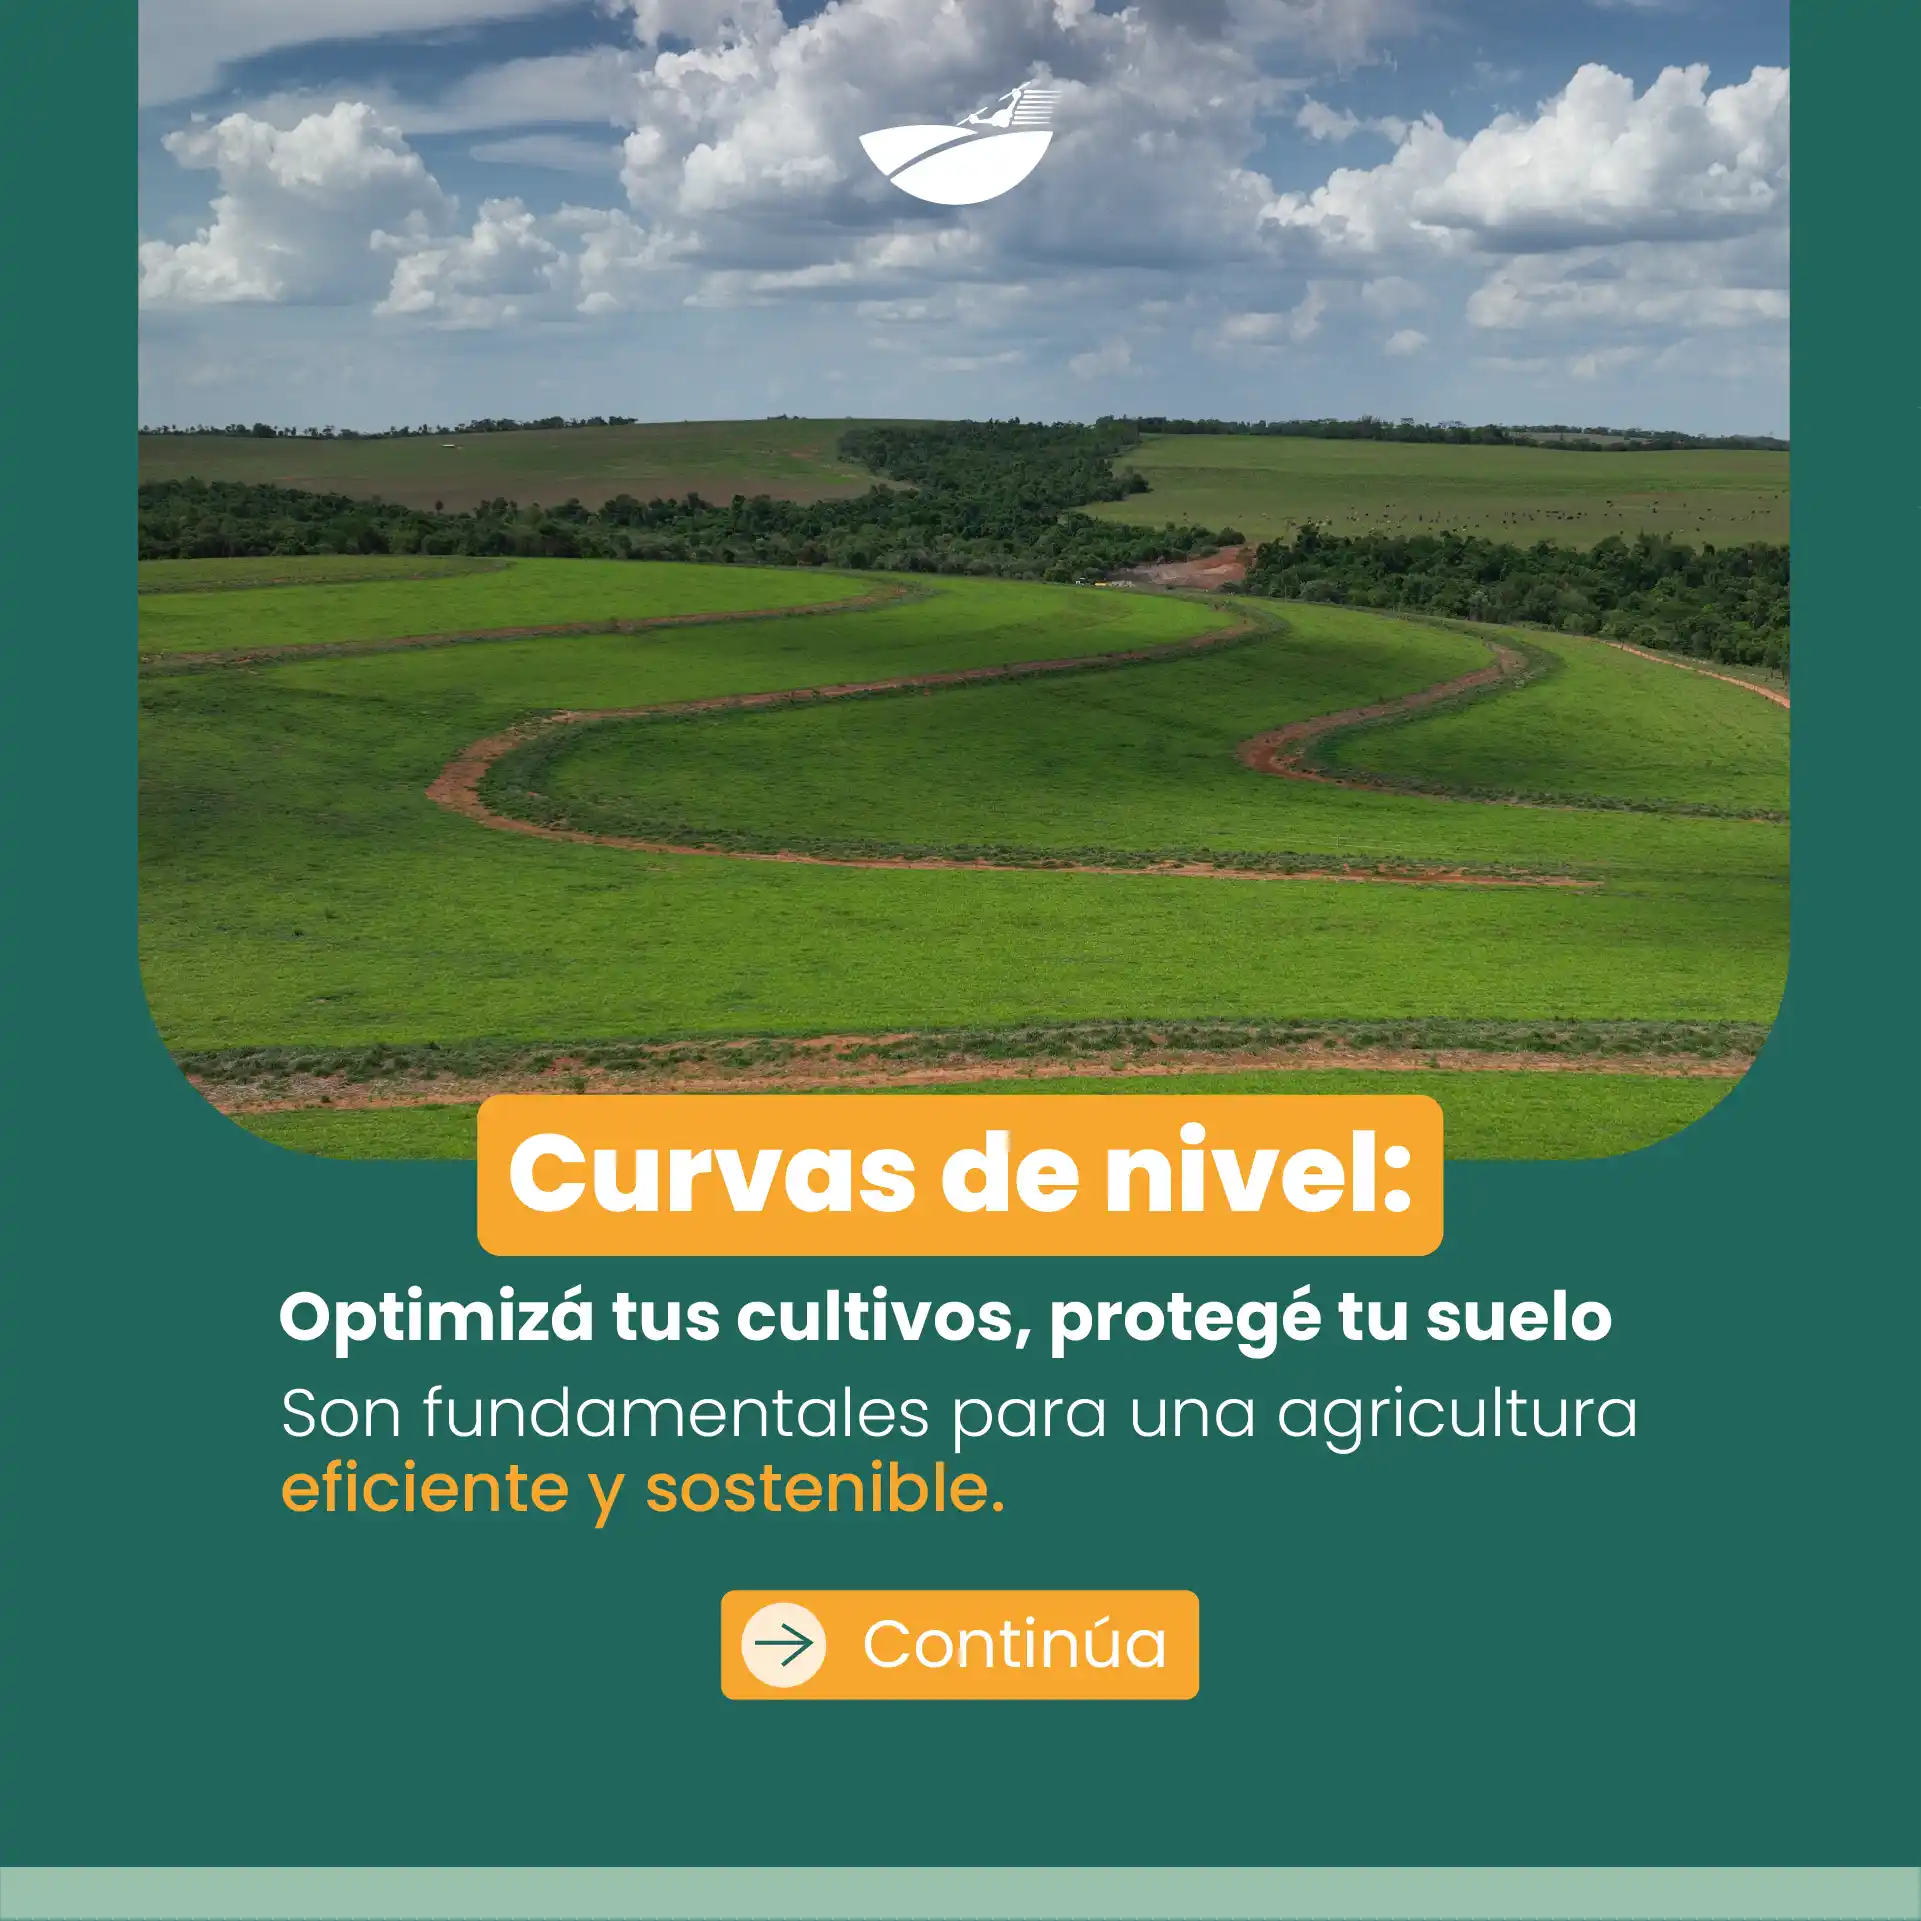 Curvas de nivel:
Optimizá tus cultivos, protegé tu suelo
Son fundamentales para una agricultura
eficiente y sostenible.
Continúa